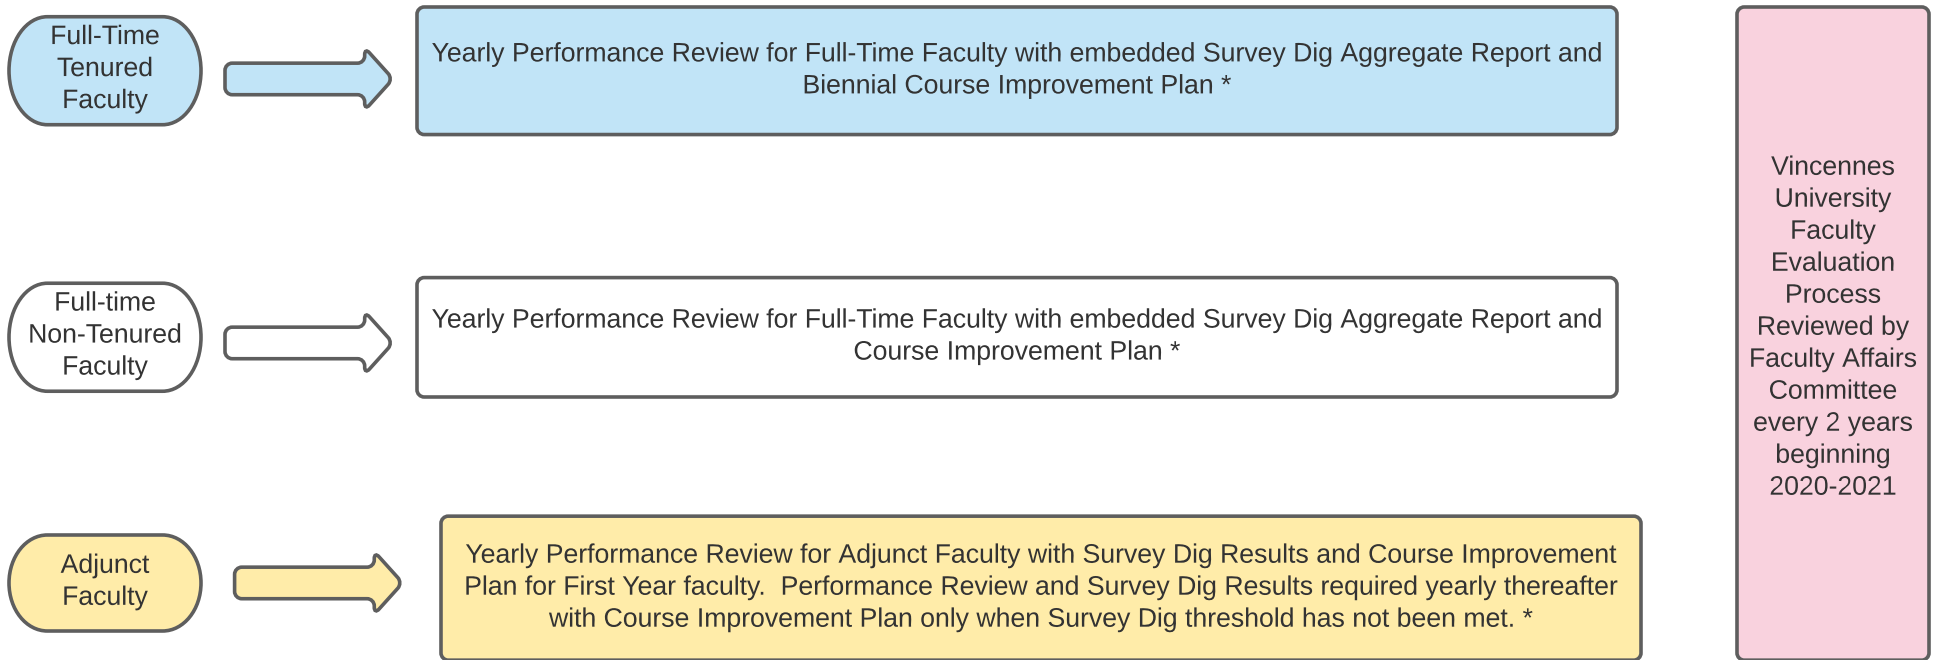 Full-Time
Tenured
Faculty
Yearly Performance Review for Full-Time Faculty with embedded Survey Dig Aggregate Report and
Biennial Course Improvement Plan *
Full-time
Non-Tenured
Faculty
Yearly Performance Review for Full-Time Faculty with embedded Survey Dig Aggregate Report and
Course Improvement Plan *
Adjunct
Faculty
Yearly Performance Review for Adjunct Faculty with Survey Dig Results and Course Improvement
Plan for First Year faculty.  Performance Review and Survey Dig Results required yearly thereafter
with Course Improvement Plan only when Survey Dig threshold has not been met. *
Vincennes
University
Faculty
Evaluation
Process
Reviewed by
Faculty Affairs
Committee
every 2 years
beginning
2020-2021